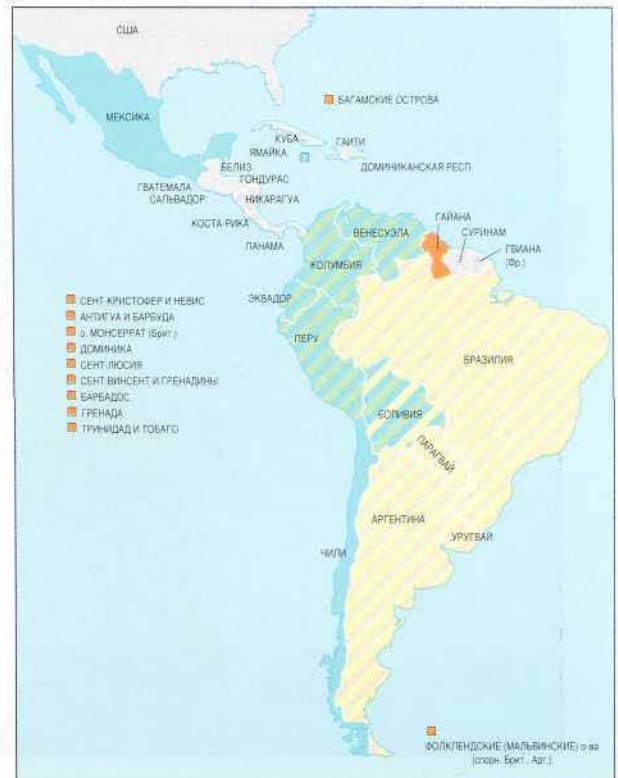 США
МЕКСИКА
БАГАМСКИЕ ОСТРОВА
КУБА
ГАИТИ
ЯМАЙКА
ДОМИНИКАНСКАЯ РЕСП.
БЕЛИЗ
ГОНДУРАС
ГВАТЕМАЛА
САЛЬВАДОР
НИКАРАГУА
КОСТА-РИКА
ПАНАМА
ВЕНЕСУЭЛА
ГАЙАНА
СУРИНАМ
ГВИАНА
(Фр.)
КОЛУМБИЯ
ЭКВАДОР
ПЕРУ
БРАЗИЛИЯ
СЕНТ-КРИСТОФЕР И НЕВИС
АНТИГУА И БАРБУДА
о. МОНСЕРРАТ (Брит.)
ДОМИНИКА
СЕНТ-ЛЮСИЯ
СЕНТ ВИНСЕНТ И ГРЕНАДИНЫ
БАРБАДОС
ГРЕНАДА
ТРИНИДАД И ТОБАГО
БОЛИВИЯ
ПАРАГВАЙ
АРГЕНТИНА
УРУГВАЙ
ЧИЛИ
ФОЛКЛЕНДСКИЕ (МАЛЬВИНСКИЕ) о-ва
(спорн. Брит., Арг.)